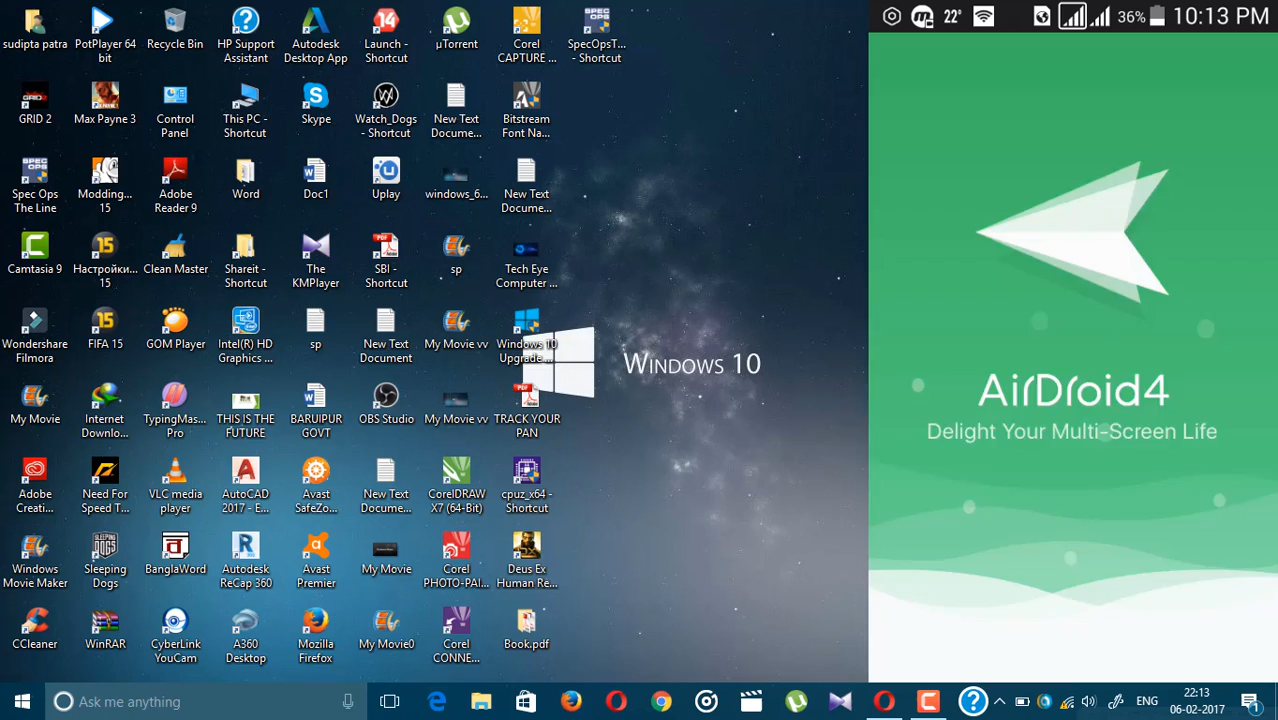 sudipta patra
PotPlayer 64 bit
Recycle Bin
HP Support Assistant
Autodesk Desktop App
Launch - Shortcut
µTorrent
Corel CAPTURE ...
SpecOpsT... - Shortcut
GRID 2
Max Payne 3
Control Panel
This PC - Shortcut
Skype
Watch_Dogs - Shortcut
New Text Docume...
Bitstream Font Na...
Spec Ops The Line
Modding... 15
Adobe Reader 9
Word
Doc1
Uplay
windows_6...
New Text Docume...
Camtasia 9
Настройки... 15
Clean Master
Shareit - Shortcut
The KMPlayer
SBI - Shortcut
sp
Tech Eye Computer ...
Wondershare Filmora
FIFA 15
GOM Player
Intel(R) HD Graphics ...
sp
New Text Document
My Movie vv
Windows 10 Upgrade ...
My Movie
Internet Downlo...
TypingMas... Pro
THIS IS THE FUTURE
BARUIPUR GOVT
OBS Studio
My Movie vv
TRACK YOUR PAN
Adobe Creati...
Need For Speed T...
VLC media player
AutoCAD 2017 - E...
Avast SafeZo...
New Text Docume...
CorelDRAW X7 (64-Bit)
cpuz_x64 - Shortcut
Windows Movie Maker
Sleeping Dogs
BanglaWord
Autodesk ReCap 360
Avast Premier
My Movie
Corel PHOTO-PAI...
Deus Ex Human Re...
CCleaner
WinRAR
CyberLink YouCam
A360 Desktop
Mozilla Firefox
My Movie0
Corel CONNE...
Book.pdf
WINDOWS 10
22° 36% 10:13 PM
AirDroid4
Delight Your Multi-Screen Life
Ask me anything
ENG
22:13
06-02-2017